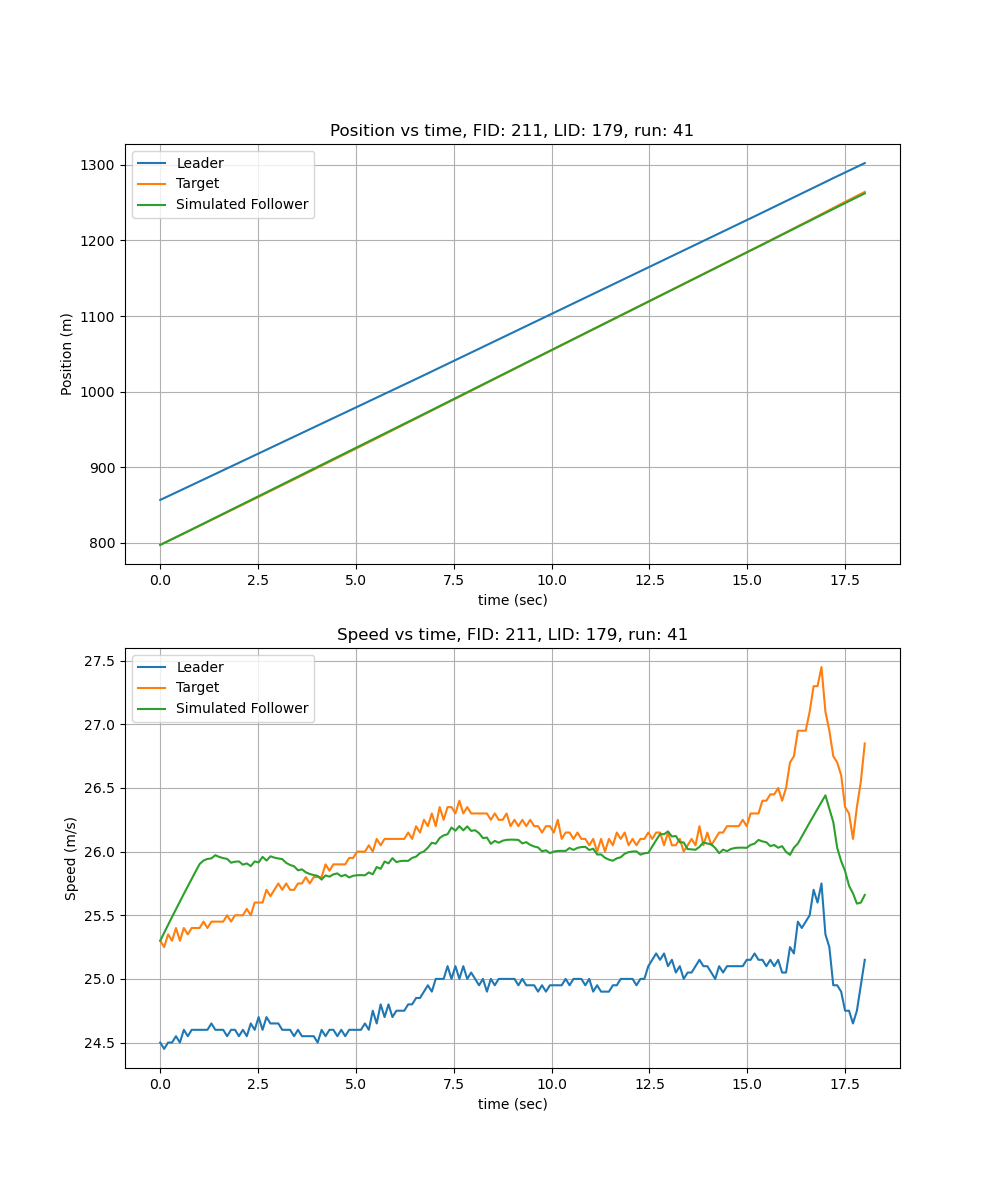 Position vs time, FID: 211, LID: 179, run: 41
Leader
Target
Simulated Follower
1300
1200
1100
1000
900
800
Position (m)
0.0 2.5 5.0 7.5 10.0 12.5 15.0 17.5
time (sec)
Speed vs time, FID: 211, LID: 179, run: 41
Leader
Target
Simulated Follower
27.5
27.0
26.5
26.0
25.5
25.0
24.5
Speed (m/s)
0.0 2.5 5.0 7.5 10.0 12.5 15.0 17.5
time (sec)